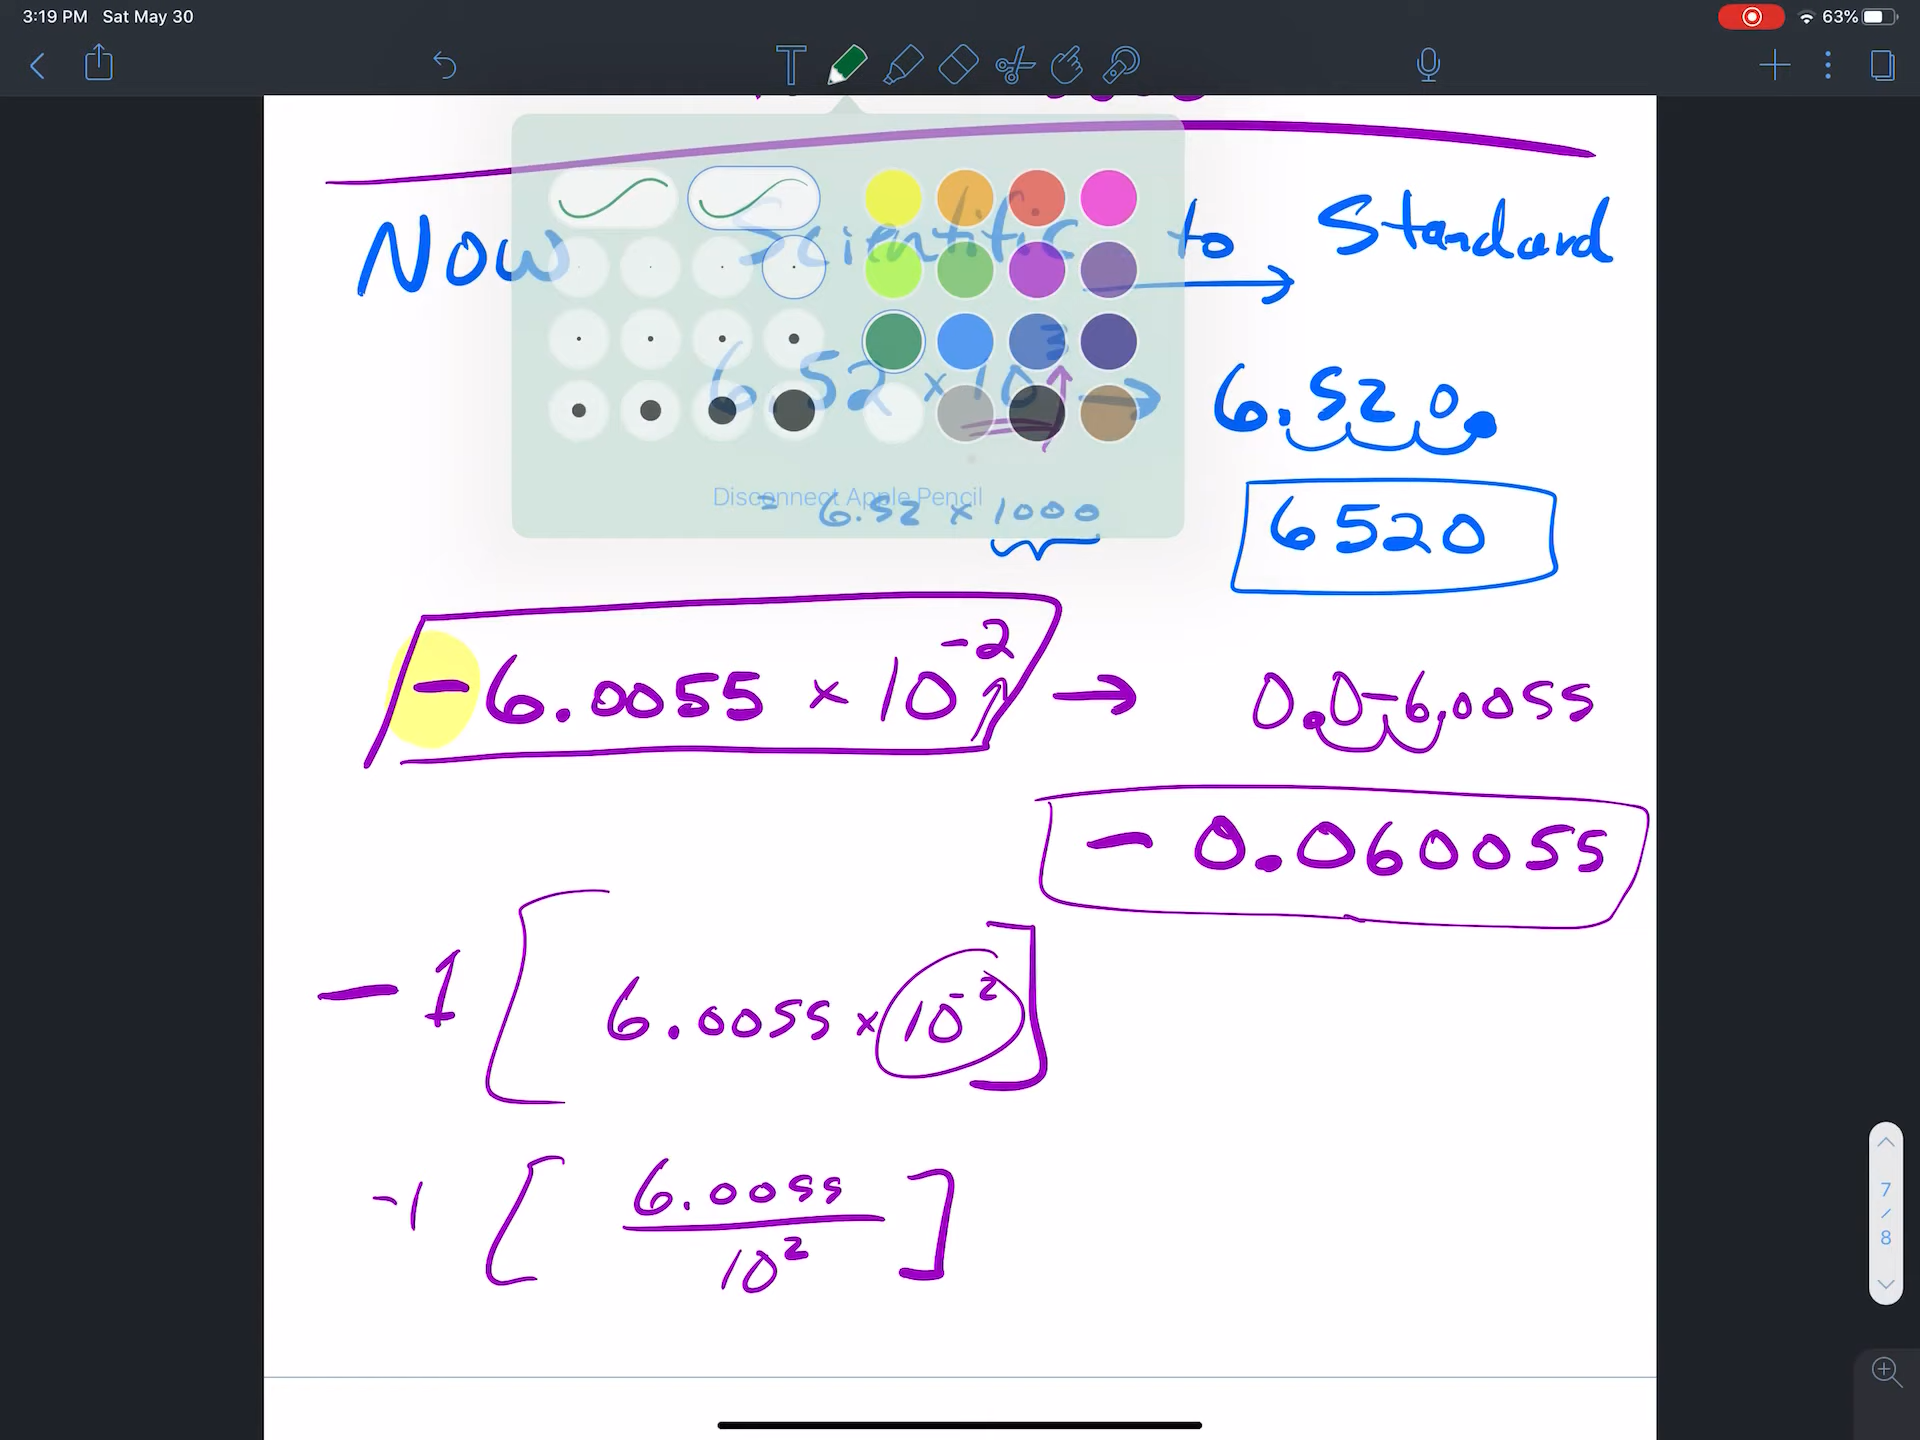 3:19 PM Sat May 30
63%
Now Scientific to Standard
6.52 × 10³ → 6.520
Disconnect Apple Pencil
= 6.52 × 1000
6520
-6.0055 × 10⁻² → 0.0-6.0055
- 0.060055
-1 [ 6.0055 × 10⁻² ]
-1 [ 6.0055 / 10² ]
7 / 8